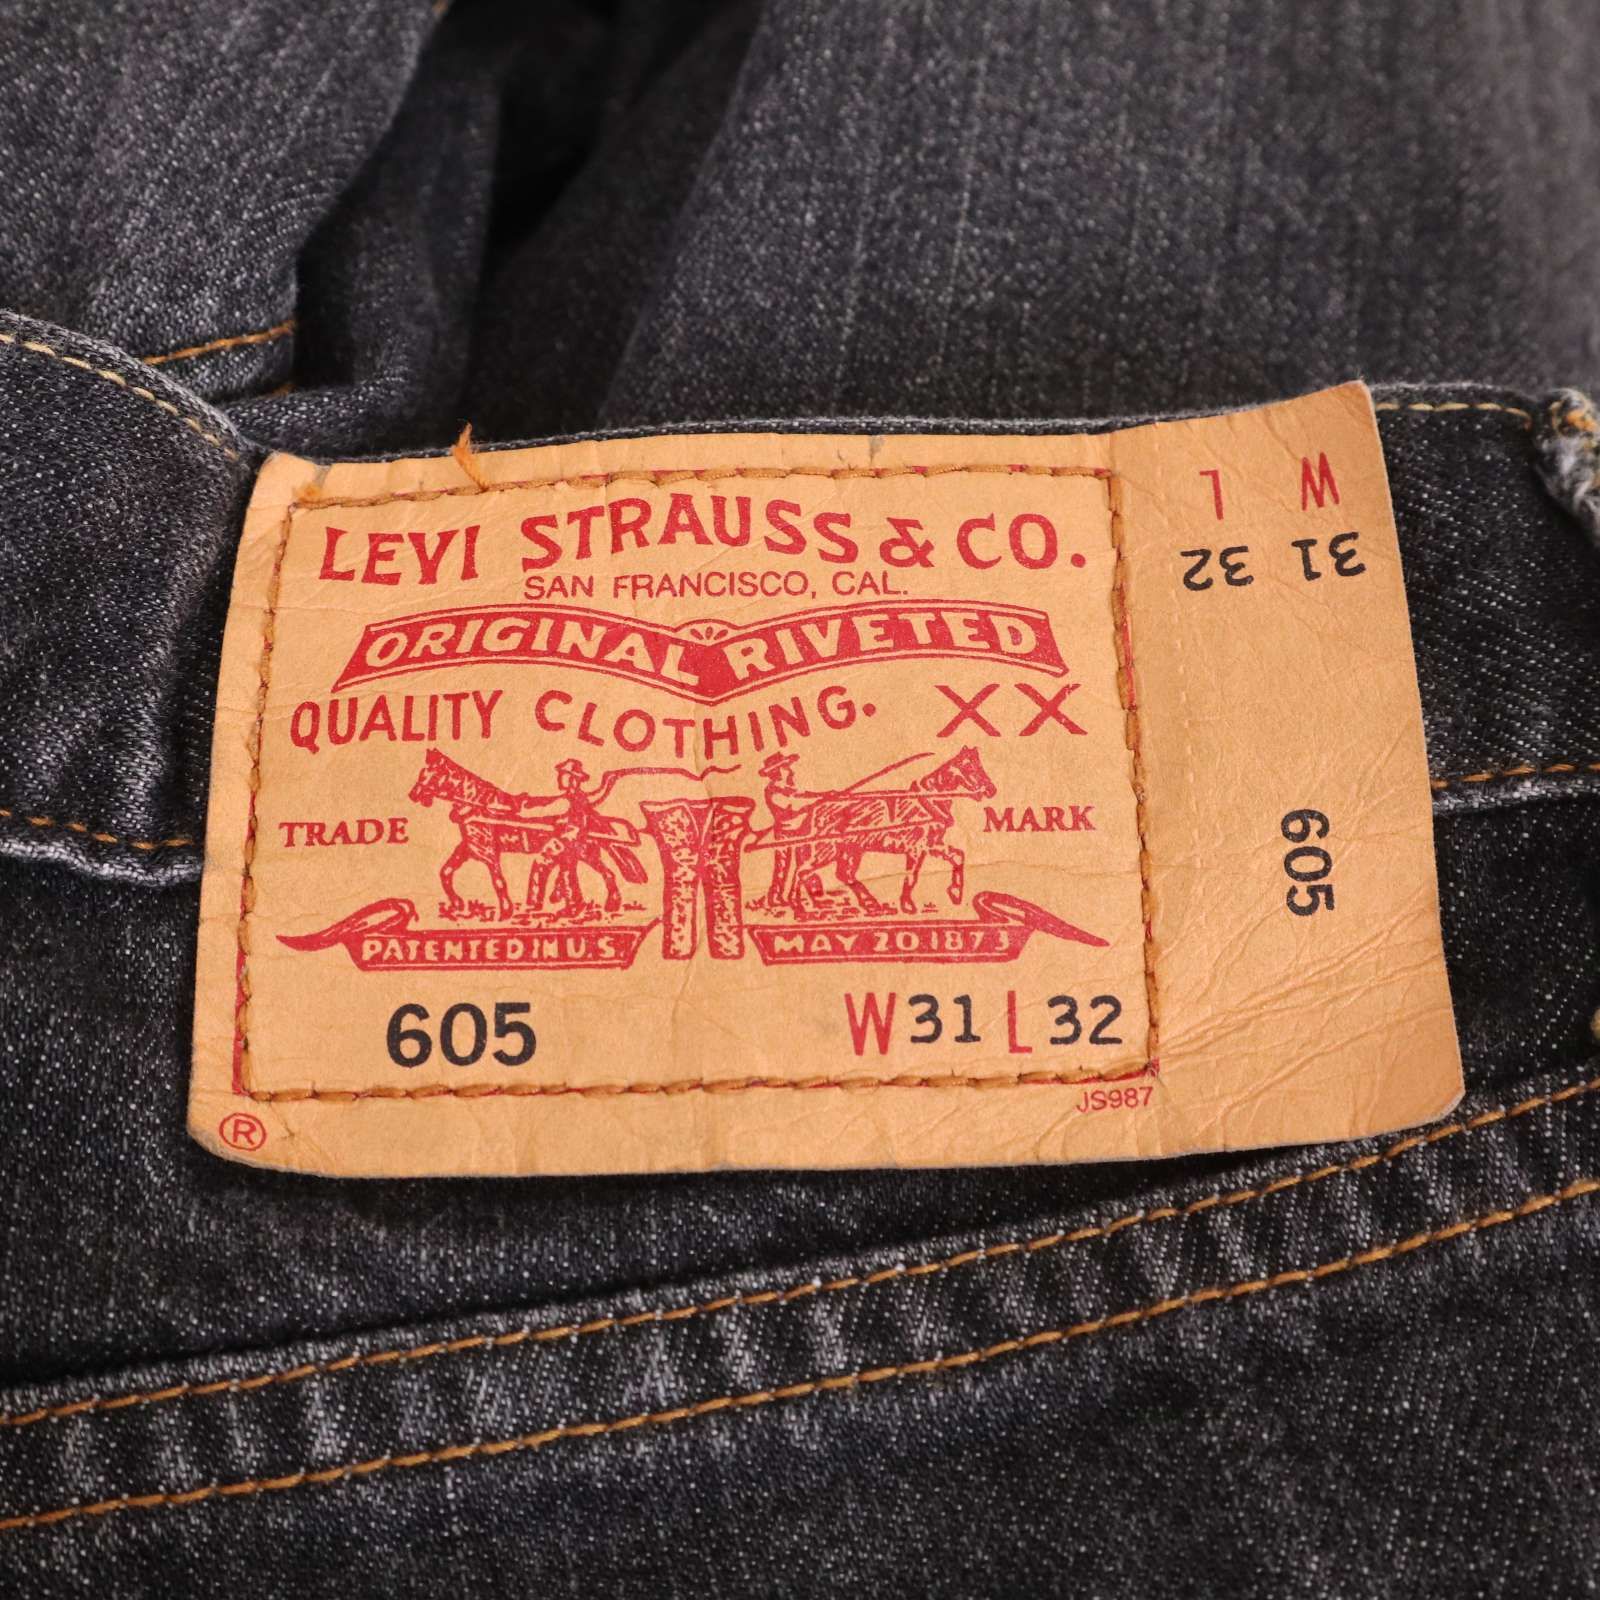 LEVI STRAUSS & CO.
SAN FRANCISCO, CAL.
ORIGINAL RIVETED
QUALITY CLOTHING. XX
TRADE MARK
PATENTED IN U.S. MAY 20 1873
605 W31 L32
JS987
®
W L
31 32
605